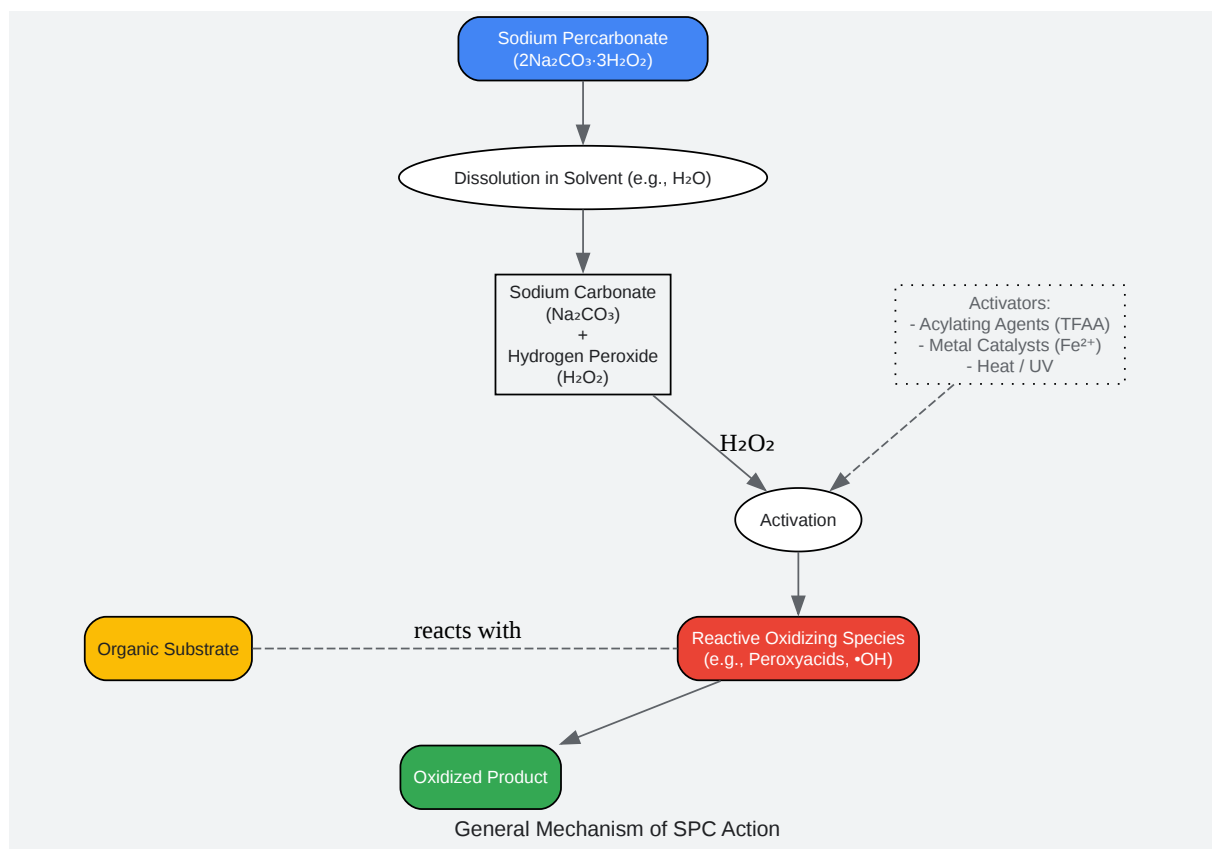 Sodium Percarbonate
(2Na₂CO₃·3H₂O₂)
Dissolution in Solvent (e.g., H₂O)
Sodium Carbonate
(Na₂CO₃)
+
Hydrogen Peroxide
(H₂O₂)
Activators:
- Acylating Agents (TFAA)
- Metal Catalysts (Fe²⁺)
- Heat / UV
H₂O₂
Activation
Organic Substrate
reacts with
Reactive Oxidizing Species
(e.g., Peroxyacids, •OH)
Oxidized Product
General Mechanism of SPC Action